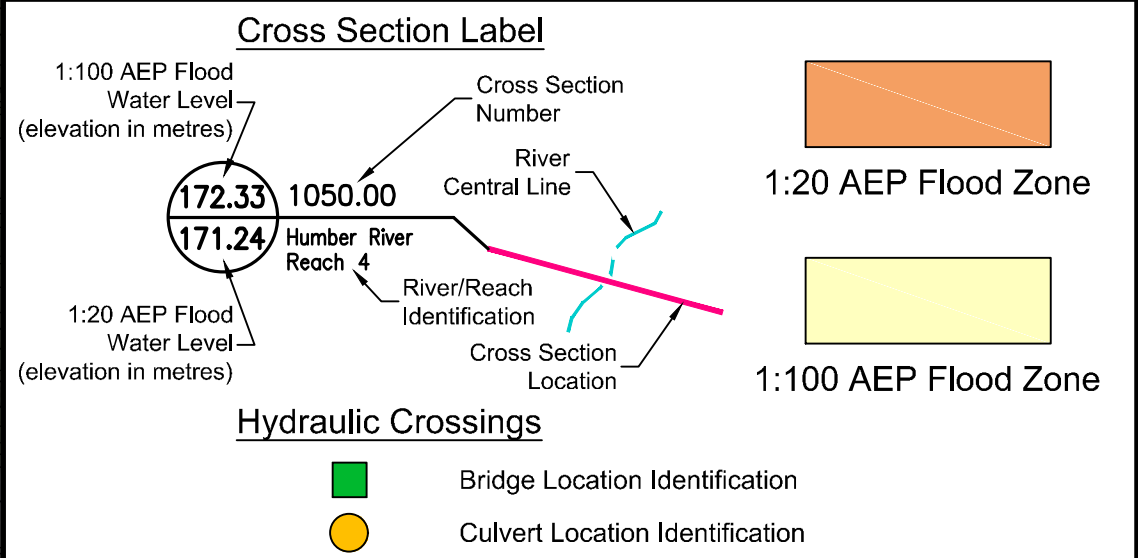 Cross Section Label
1:100 AEP Flood
Water Level
(elevation in metres)
Cross Section
Number
River
Central Line
172.33
1050.00
171.24
Humber River
Reach 4
River/Reach
Identification
1:20 AEP Flood
Water Level
(elevation in metres)
Cross Section
Location
1:20 AEP Flood Zone
1:100 AEP Flood Zone
Hydraulic Crossings
Bridge Location Identification
Culvert Location Identification